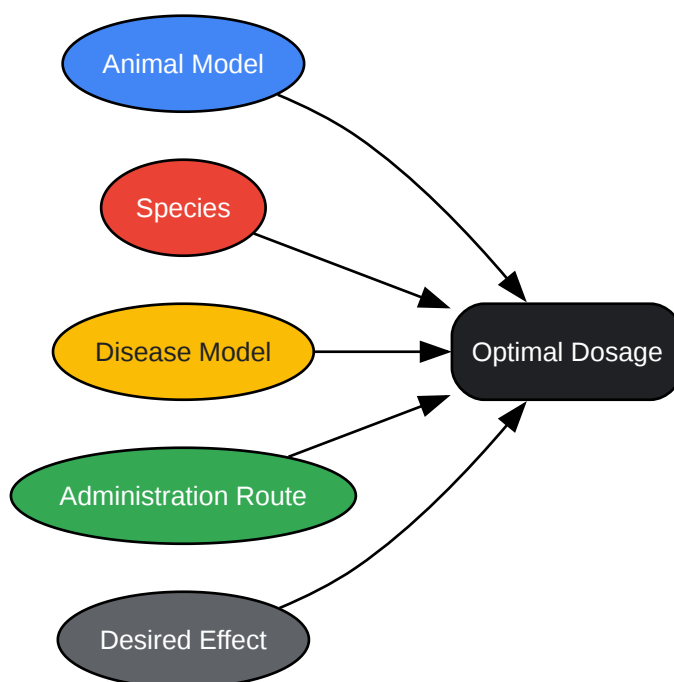 Animal Model
Species
Disease Model
Optimal Dosage
Administration Route
Desired Effect